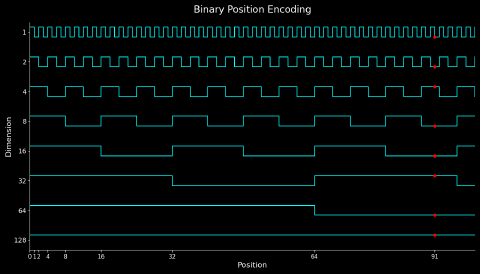 Binary Position Encoding
1
2
4
8
16
32
64
128
Dimension
0 1 2 4 8 16 32 64 91
Position